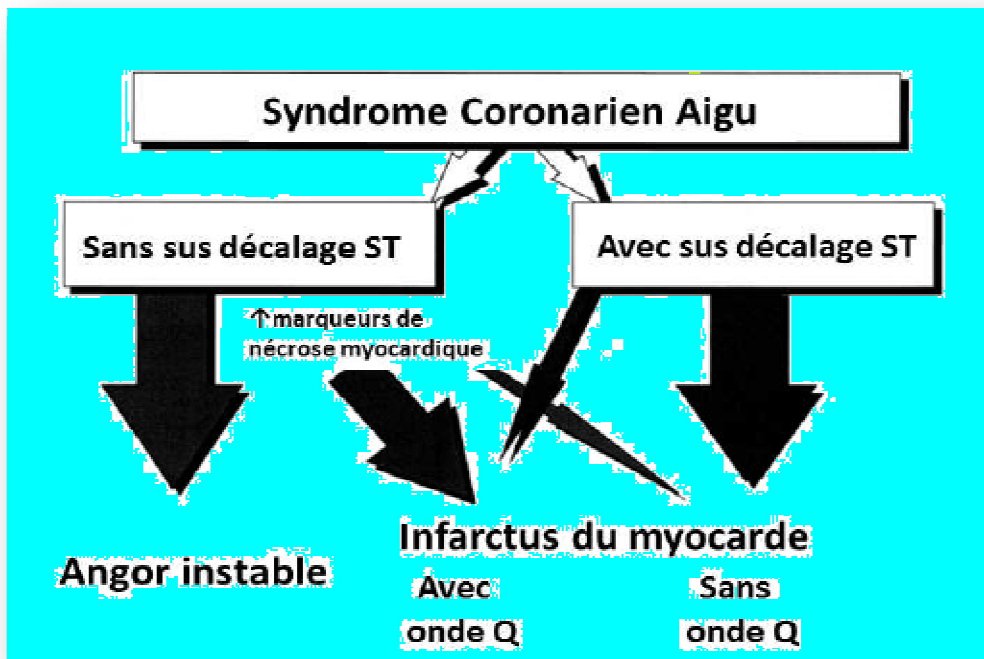 Syndrome Coronarien Aigu
Sans sus décalage ST
Avec sus décalage ST
↑marqueurs de
nécrose myocardique
Infarctus du myocarde
Angor instable
Avec
onde Q
Sans
onde Q